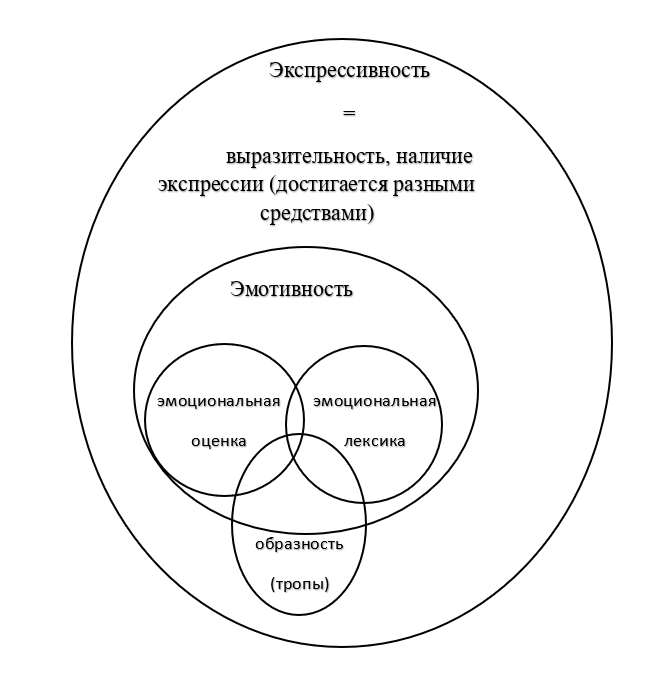 Экспрессивность
=
выразительность, наличие
экспрессии (достигается разными
средствами)
Эмотивность
эмоциональная
оценка
эмоциональная
лексика
образность
(тропы)